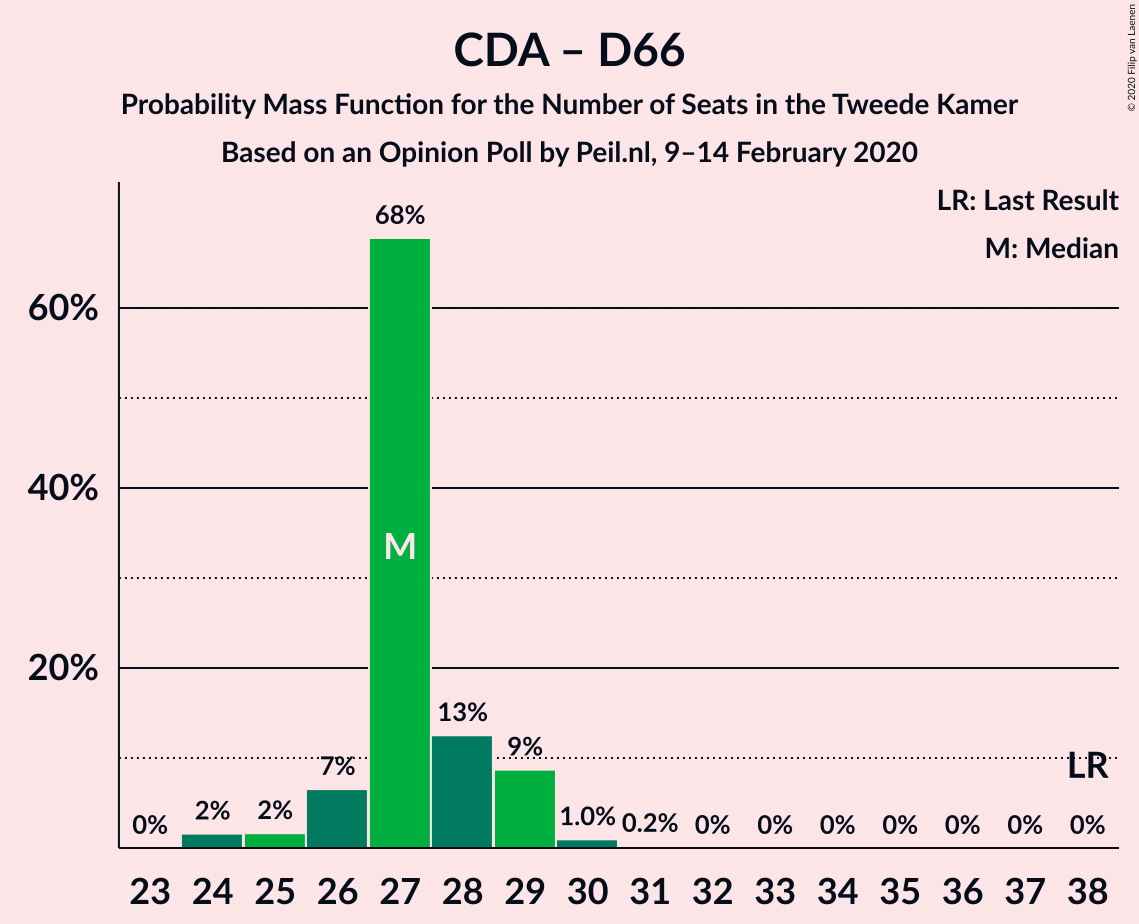 CDA – D66
Probability Mass Function for the Number of Seats in the Tweede Kamer
Based on an Opinion Poll by Peil.nl, 9–14 February 2020
© 2020 Filip van Laenen
LR: Last Result
M: Median
60%
40%
20%
0%
2%
2%
7%
68%
M
13%
9%
1.0%
0.2%
0%
0%
0%
0%
0%
0%
0%
LR
23 24 25 26 27 28 29 30 31 32 33 34 35 36 37 38